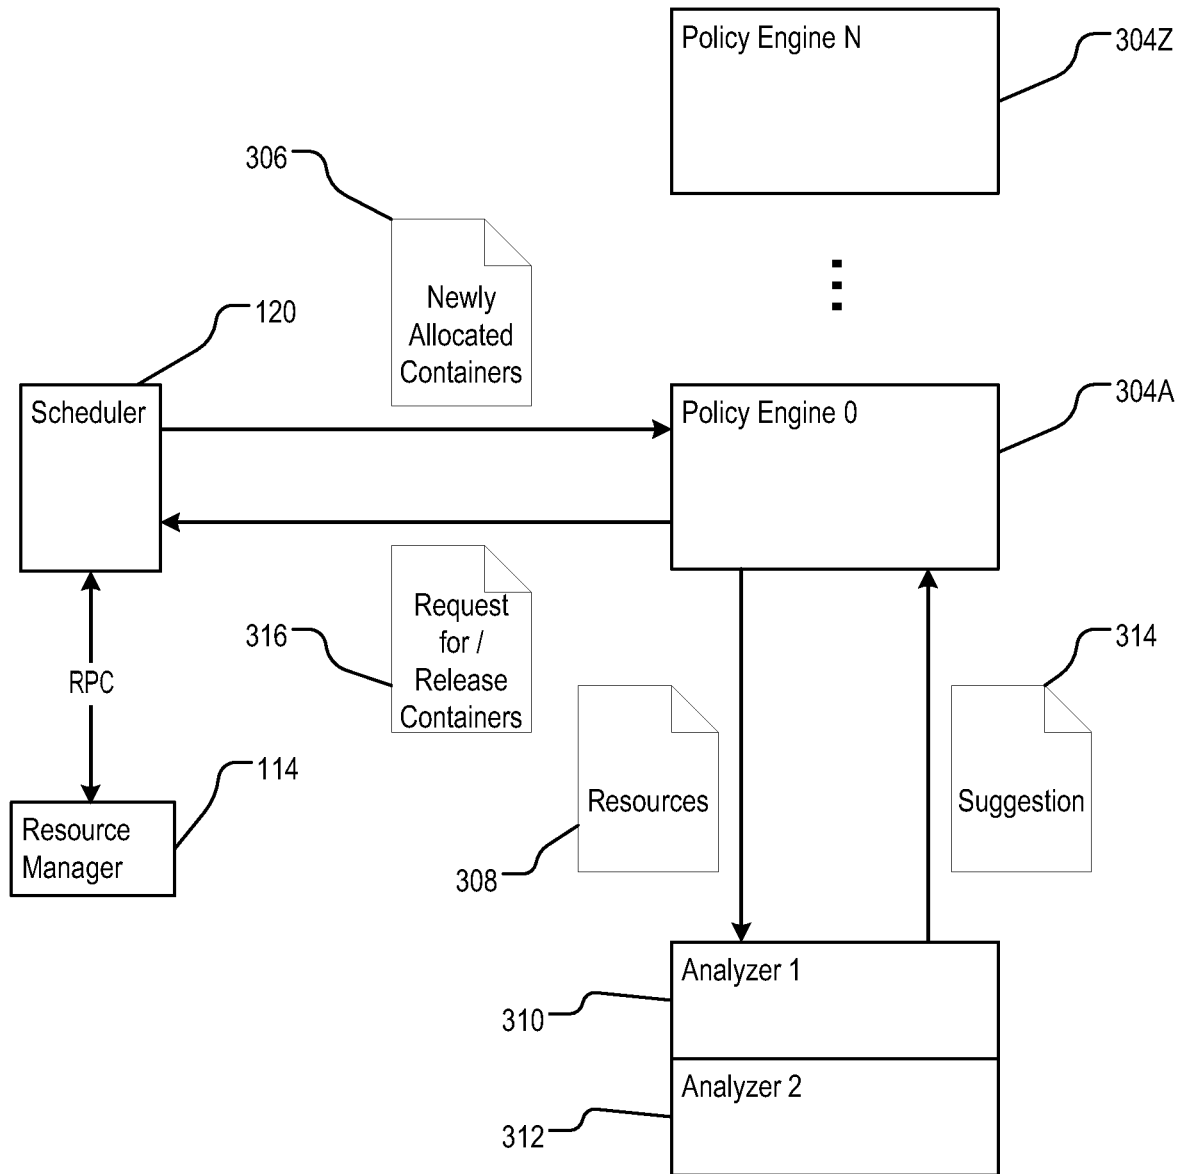 Policy Engine N
304Z
306
Newly
Allocated
Containers
120
Scheduler
Policy Engine 0
304A
316
Request
for /
Release
Containers
314
RPC
Resources
Suggestion
114
Resource
Manager
308
Analyzer 1
310
Analyzer 2
312